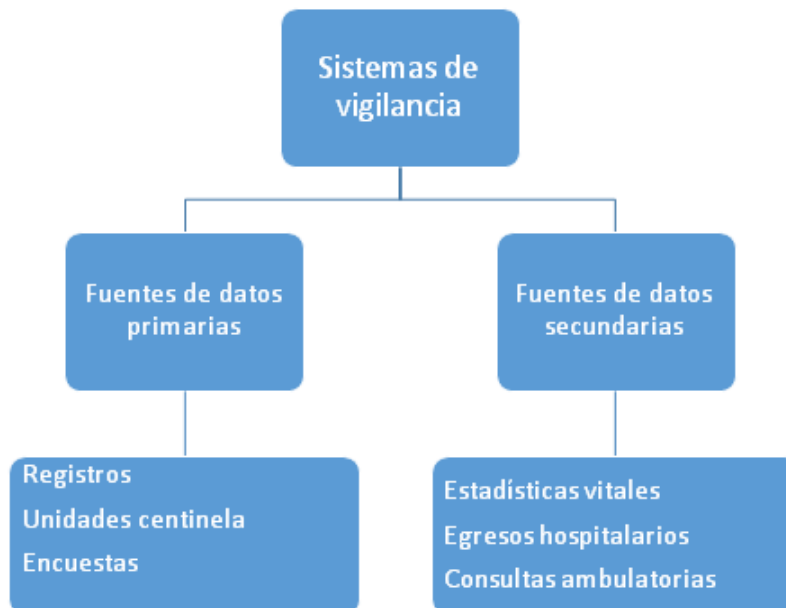 Sistemas de
vigilancia
Fuentes de datos
primarias
Fuentes de datos
secundarias
Registros
Unidades centinela
Encuestas
Estadísticas vitales
Egresos hospitalarios
Consultas ambulatorias